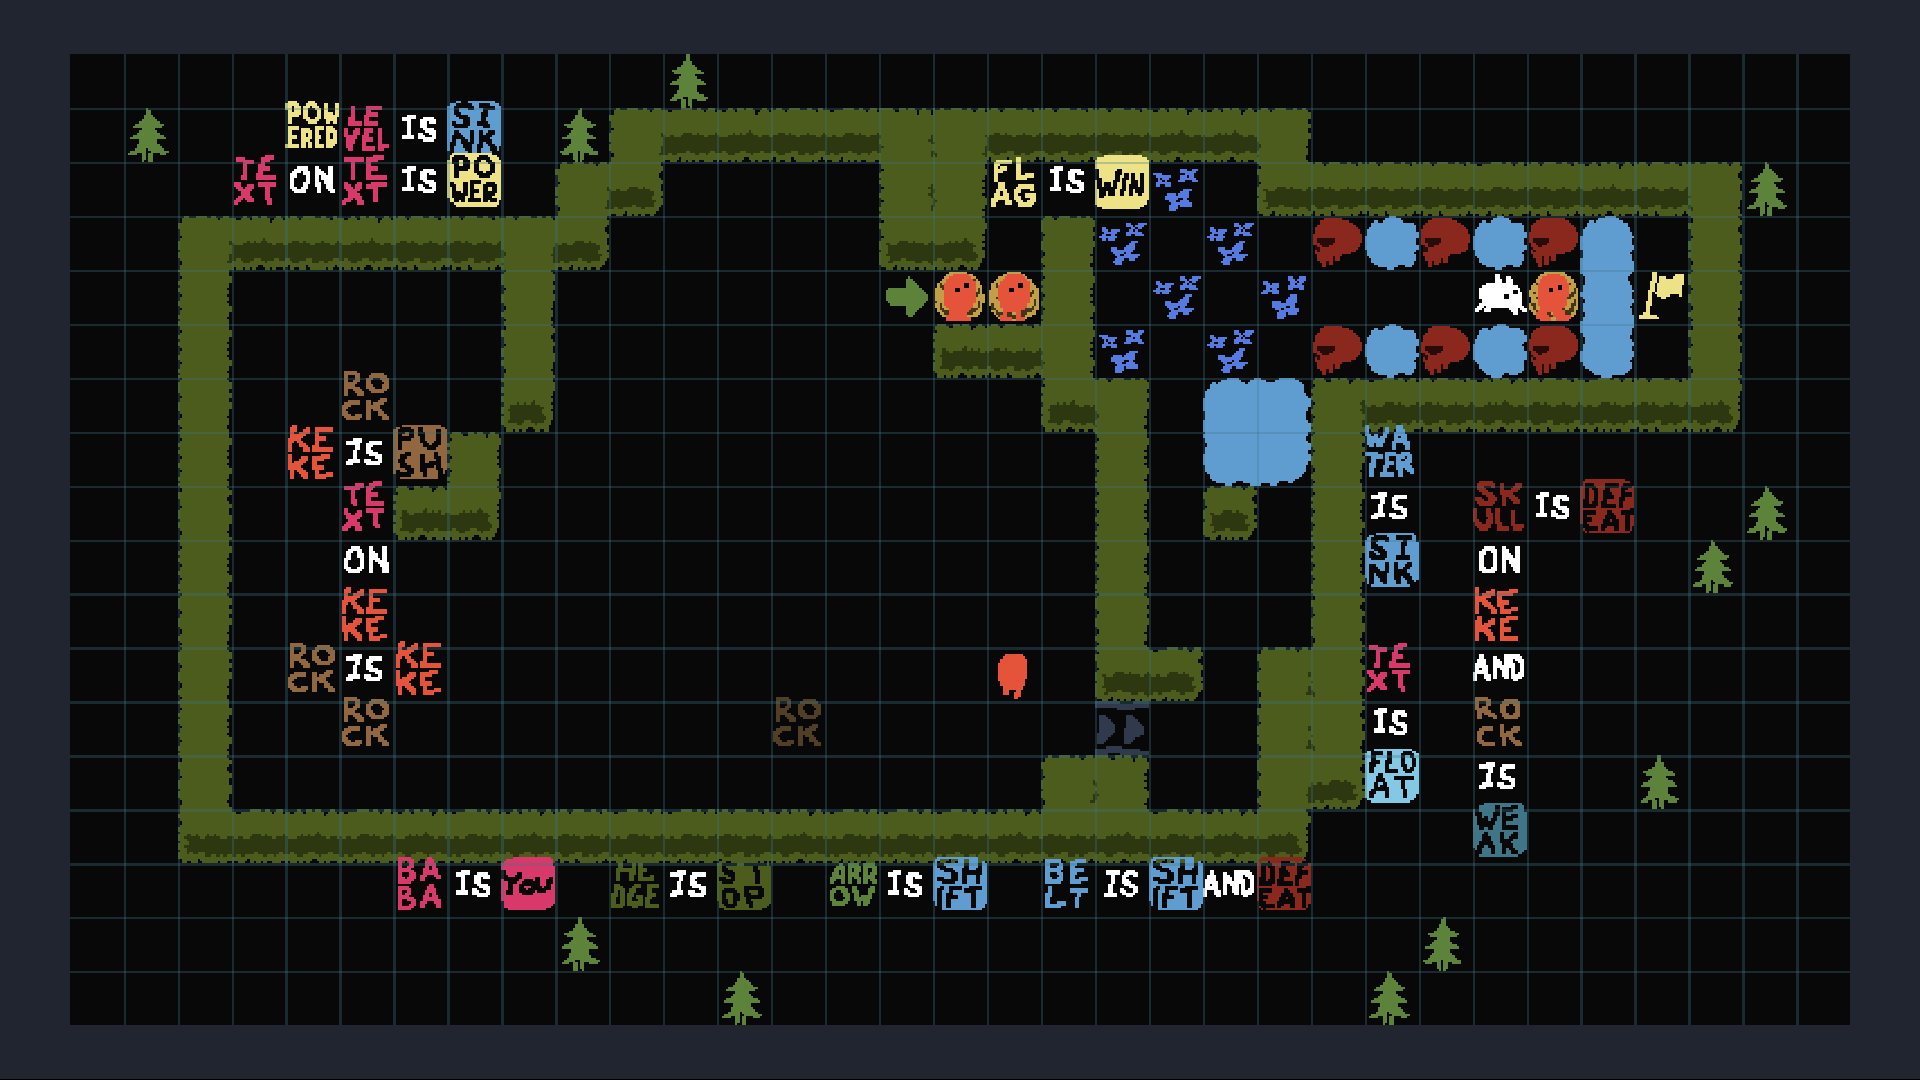 POWERED LEVEL IS SINK
TEXT ON TEXT IS POWER
FLAG IS WIN
ROCK
KEKE IS PUSH
TEXT
ON
KEKE
ROCK IS KEKE
ROCK
ROCK
WATER
IS
SINK
SKULL IS DEFEAT
ON
KEKE
AND
ROCK
IS
WEAK
TEXT
IS
FLOAT
BABA IS YOU
HEDGE IS STOP
ARROW IS SHIFT
BELT IS SHIFT AND DEFEAT